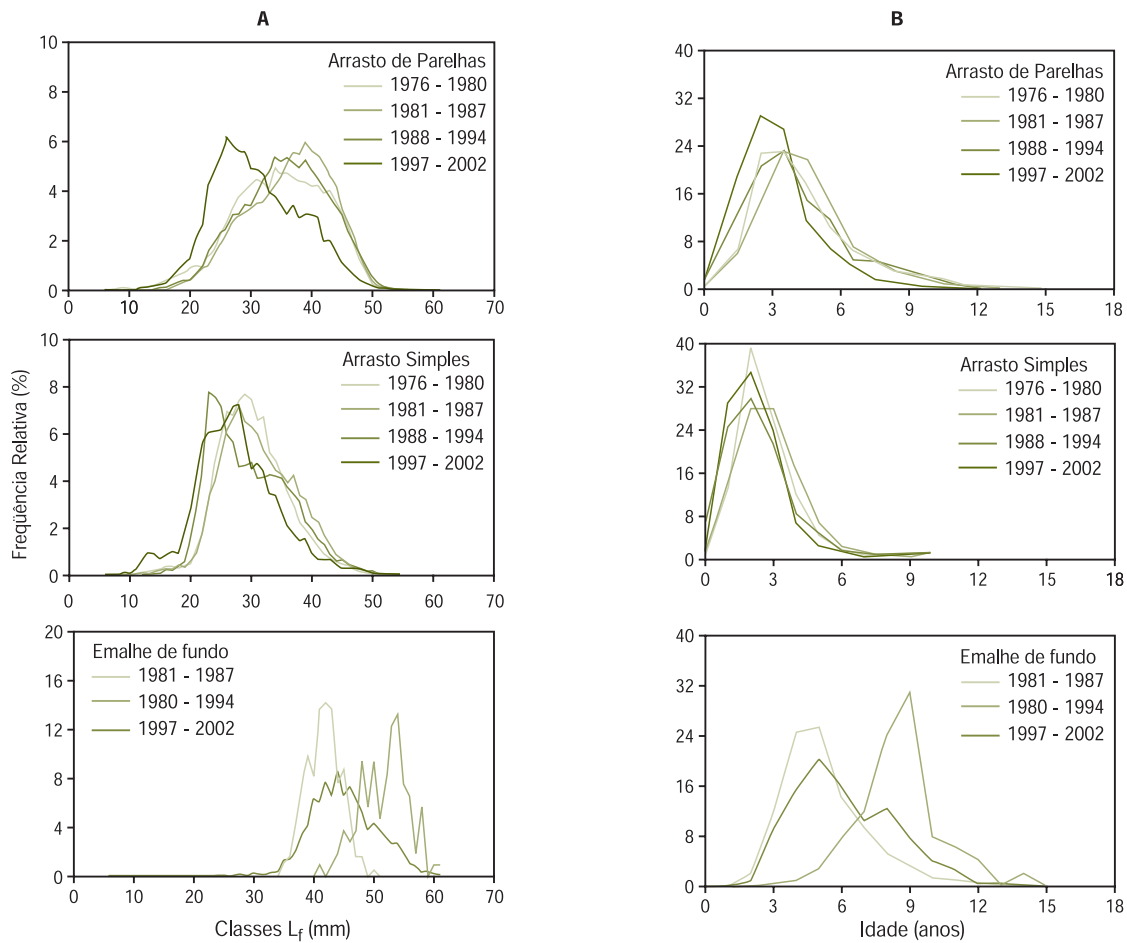 A
Arrasto de Parelhas
1976 - 1980
1981 - 1987
1988 - 1994
1997 - 2002
10
8
6
4
2
0
0 10 20 30 40 50 60 70
Arrasto Simples
1976 - 1980
1981 - 1987
1988 - 1994
1997 - 2002
10
8
6
4
2
0
0 10 20 30 40 50 60 70
Freqüência Relativa (%)
Emalhe de fundo
1981 - 1987
1980 - 1994
1997 - 2002
20
16
12
8
4
0
0 10 20 30 40 50 60 70
Classes Lf (mm)
B
Arrasto de Parelhas
1976 - 1980
1981 - 1987
1988 - 1994
1997 - 2002
40
32
24
16
8
0
0 3 6 9 12 15 18
Arrasto Simples
1976 - 1980
1981 - 1987
1988 - 1994
1997 - 2002
40
32
24
16
8
0
0 3 6 9 12 15 18
Emalhe de fundo
1981 - 1987
1980 - 1994
1997 - 2002
40
32
24
16
8
0
0 3 6 9 12 15 18
Idade (anos)